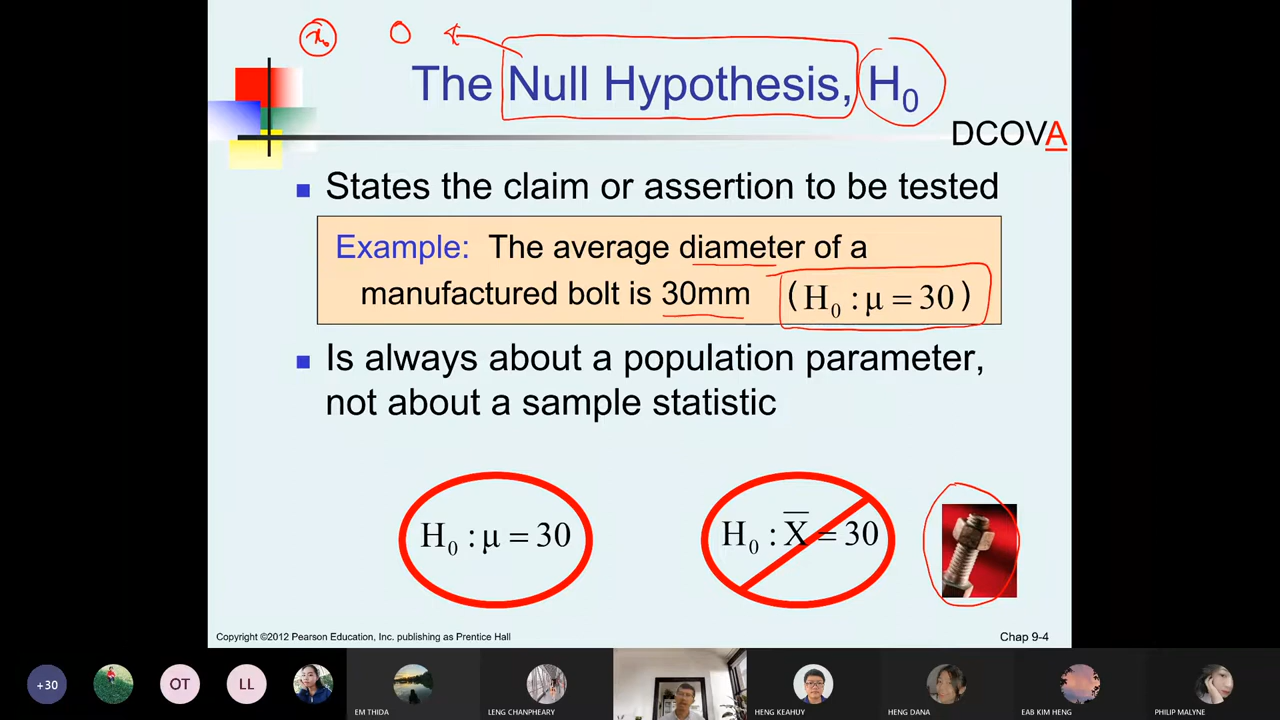 0
The Null Hypothesis, H₀
DCOVA
States the claim or assertion to be tested
Example: The average diameter of a
manufactured bolt is 30mm (H₀ : μ = 30)
Is always about a population parameter,
not about a sample statistic
H₀ : μ = 30
H₀ : X̄ = 30
Copyright ©2012 Pearson Education, Inc. publishing as Prentice Hall
Chap 9-4
+30
OT
LL
EM THIDA
LENG CHANPHEARY
HENG KEAHUY
HENG DANA
EAB KIM HENG
PHILIP MALYNE